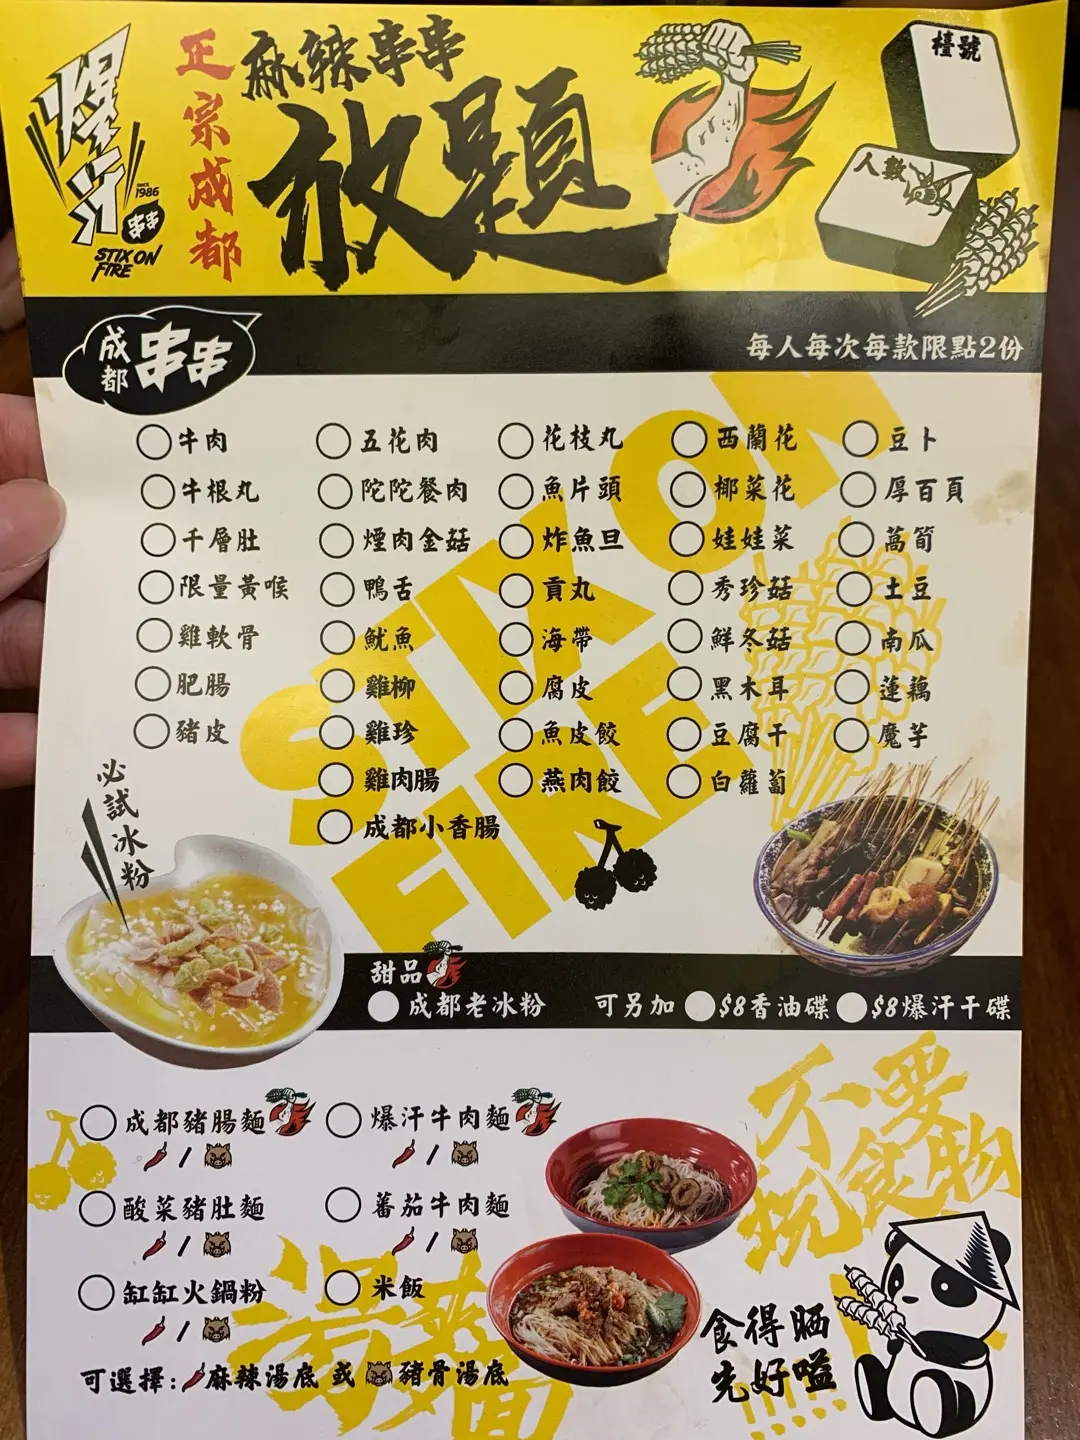 爆汗
SINCE 1986
串串
STIX ON FIRE
正宗成都
麻辣串串
放題
檯號
人數
成都串串
每人每次每款限點2份
牛肉
牛根丸
千層肚
限量黃喉
雞軟骨
肥腸
豬皮
五花肉
陀陀餐肉
煙肉金菇
鴨舌
魷魚
雞柳
雞珍
雞肉腸
成都小香腸
花枝丸
魚片頭
炸魚旦
貢丸
海帶
腐皮
魚皮餃
燕肉餃
西蘭花
椰菜花
娃娃菜
秀珍菇
鮮冬菇
黑木耳
豆腐干
白蘿蔔
豆卜
厚百頁
萵筍
土豆
南瓜
蓮藕
魔芋
STIX ON
FIRE
必試冰粉
甜品
成都老冰粉 可另加 $8香油碟 $8爆汗干碟
成都豬腸麵 爆汗牛肉麵
/ /
酸菜豬肚麵 蕃茄牛肉麵
/ /
缸缸火鍋粉 米飯
/
可選擇:麻辣湯底 或 豬骨湯底
湯麵
不要
玩食物
食得晒
先好嗌
!!!!!